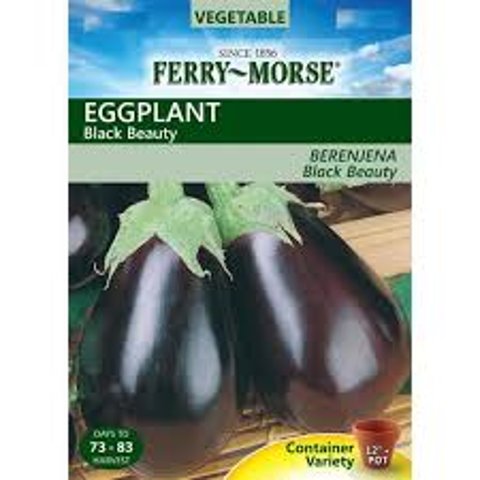 VEGETABLE
SINCE 1856
FERRY~MORSE®
EGGPLANT
Black Beauty
BERENJENA
Black Beauty
DAYS TO
73 - 83
HARVEST
Container
Variety
12"+
POT